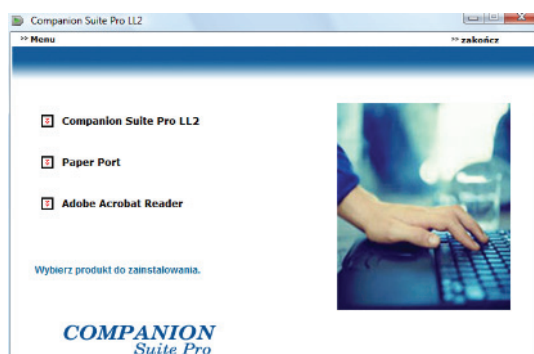 Companion Suite Pro LL2
>> Menu >> zakończ
Companion Suite Pro LL2
Paper Port
Adobe Acrobat Reader
Wybierz produkt do zainstalowania.
COMPANION
Suite Pro